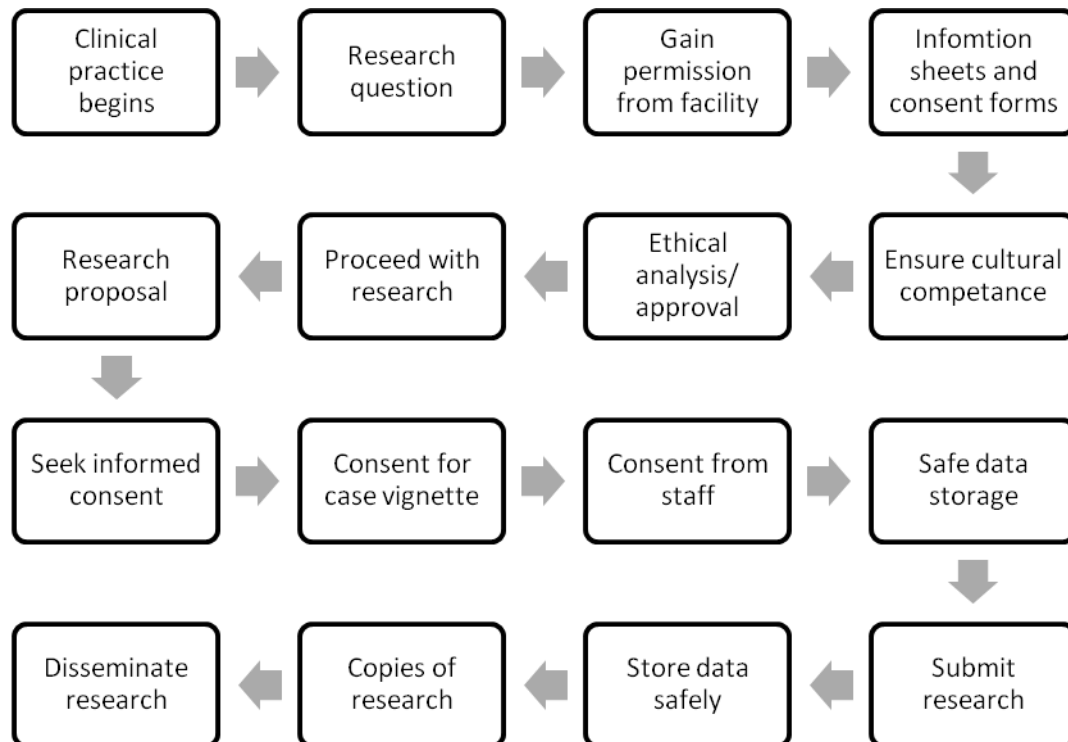 Clinical
practice
begins
Research
question
Gain
permission
from facility
Infomtion
sheets and
consent forms
Ensure cultural
competance
Ethical
analysis/
approval
Proceed with
research
Research
proposal
Seek informed
consent
Consent for
case vignette
Consent from
staff
Safe data
storage
Submit
research
Store data
safely
Copies of
research
Disseminate
research